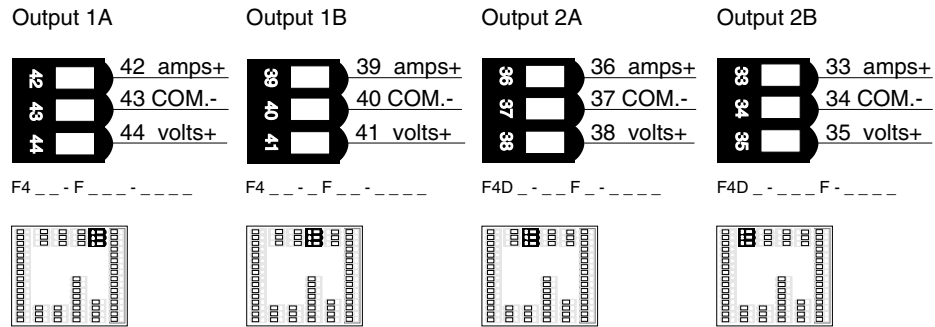 Output 1A
42
43
44
42 amps+
43 COM.-
44 volts+
F4 _ _ - F _ _ _ - _ _ _ _
Output 1B
39
40
41
39 amps+
40 COM.-
41 volts+
F4 _ _ - _ F _ _ - _ _ _ _
Output 2A
36
37
38
36 amps+
37 COM.-
38 volts+
F4D _ - _ _ F _ - _ _ _ _
Output 2B
33
34
35
33 amps+
34 COM.-
35 volts+
F4D _ - _ _ _ F - _ _ _ _